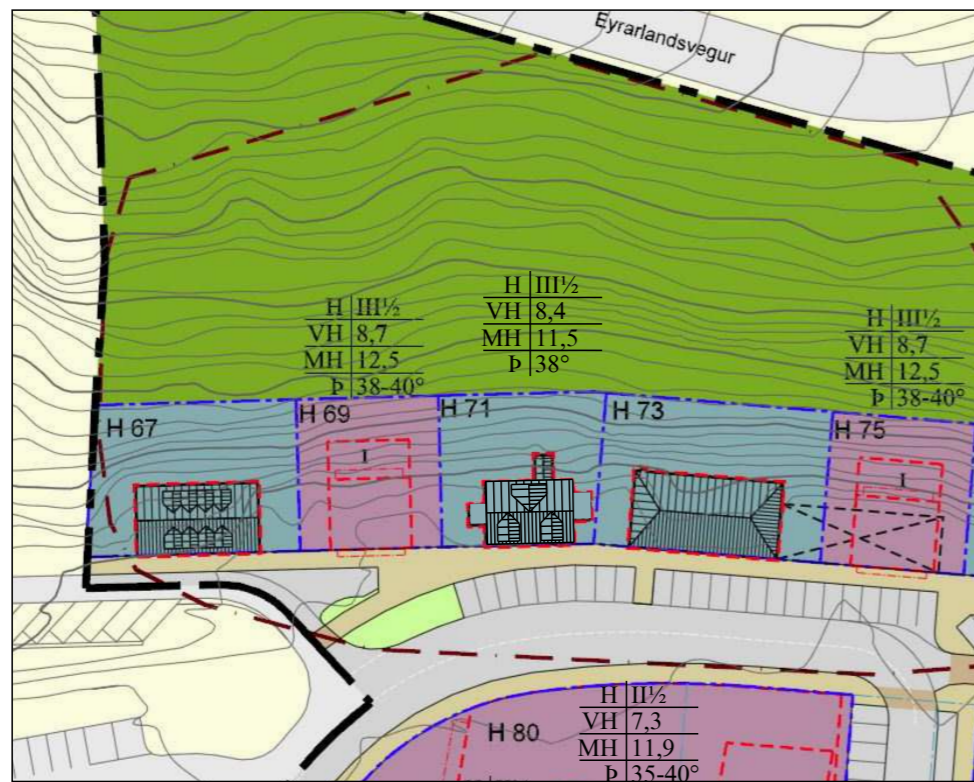 Eyrarlandsvegur
H III½
VH 8,7
MH 12,5
Þ 38-40°
H III½
VH 8,4
MH 11,5
Þ 38°
H III½
VH 8,7
MH 12,5
Þ 38-40°
H 67
H 69
H 71
H 73
H 75
I
I
H 80
H II½
VH 7,3
MH 11,9
Þ 35-40°